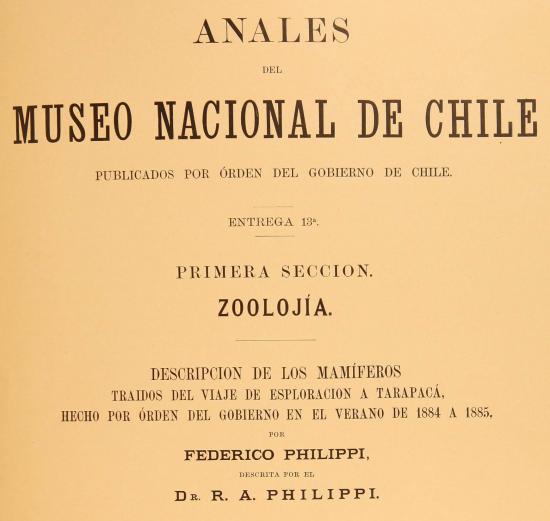 ANALES
DEL
MUSEO NACIONAL DE CHILE
PUBLICADOS POR ÓRDEN DEL GOBIERNO DE CHILE.
ENTREGA 13ª.
PRIMERA SECCION.
ZOOLOJÍA.
DESCRIPCION DE LOS MAMÍFEROS
TRAIDOS DEL VIAJE DE ESPLORACION A TARAPACÁ,
HECHO POR ÓRDEN DEL GOBIERNO EN EL VERANO DE 1884 A 1885.
POR
FEDERICO PHILIPPI,
DESCRITA POR EL
DR. R. A. PHILIPPI.